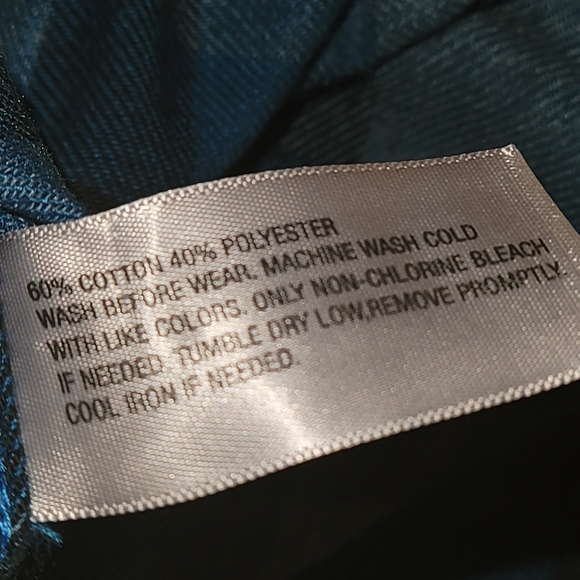 60% COTTON 40% POLYESTER
WASH BEFORE WEAR. MACHINE WASH COLD
WITH LIKE COLORS. ONLY NON-CHLORINE BLEACH
IF NEEDED. TUMBLE DRY LOW,REMOVE PROMPTLY.
COOL IRON IF NEEDED.